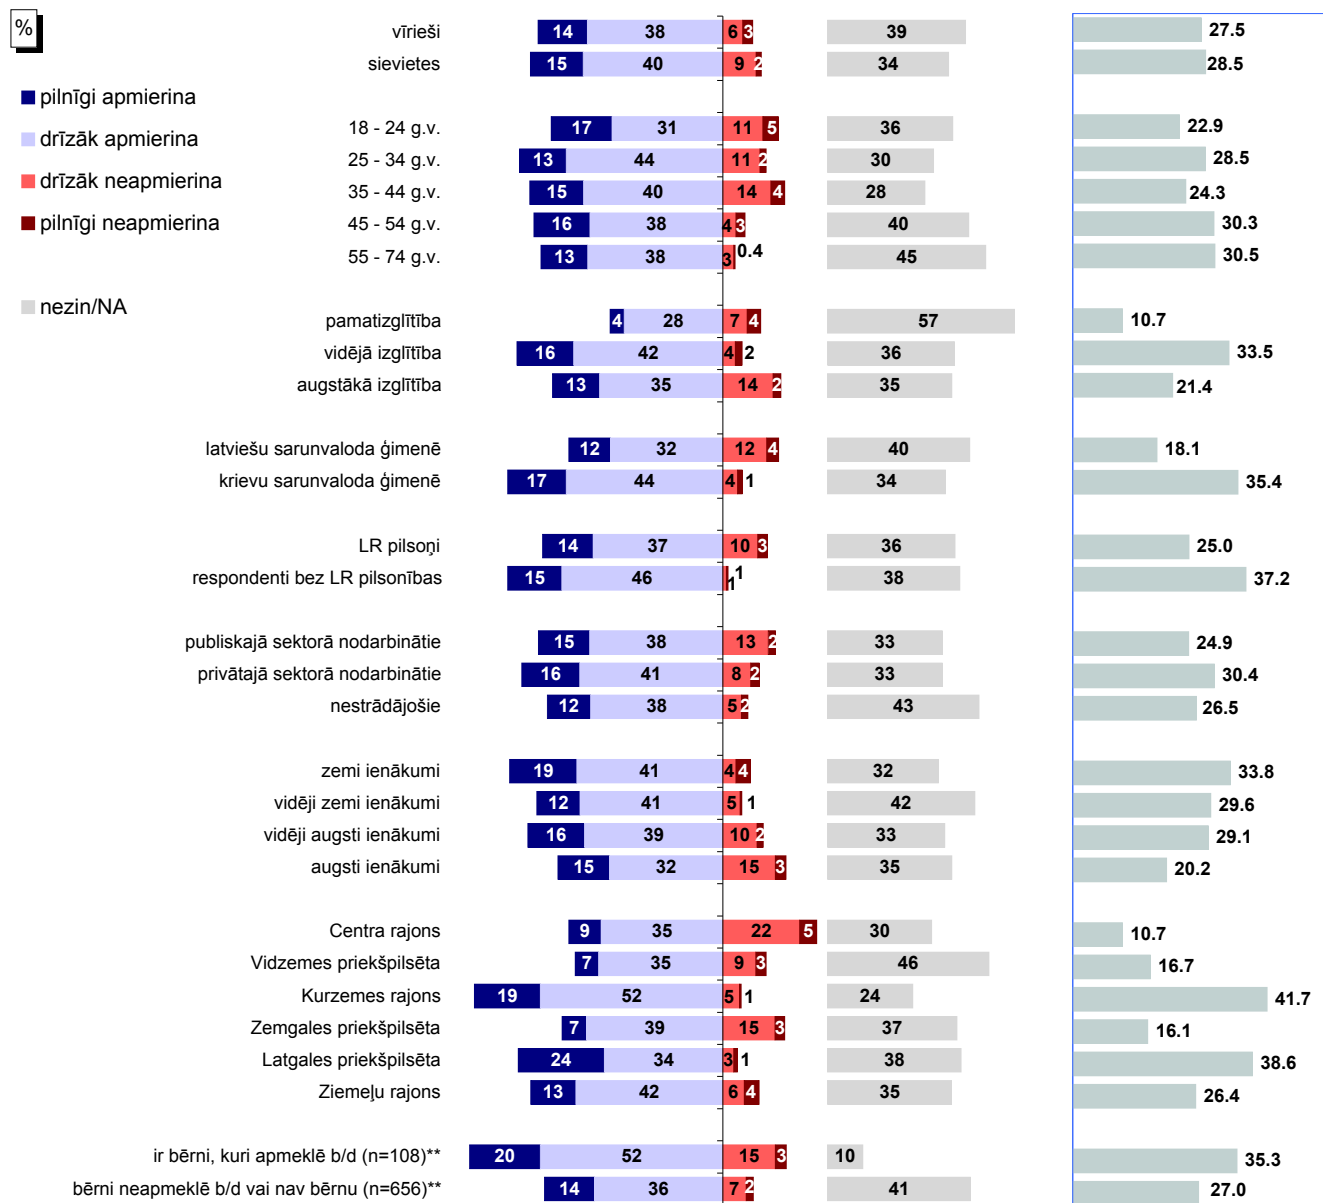 %
pilnīgi apmierina
drīzāk apmierina
drīzāk neapmierina
pilnīgi neapmierina
nezin/NA
vīrieši 14 38 6 3 39 27.5
sievietes 15 40 9 2 34 28.5
18 - 24 g.v. 17 31 11 5 36 22.9
25 - 34 g.v. 13 44 11 2 30 28.5
35 - 44 g.v. 15 40 14 4 28 24.3
45 - 54 g.v. 16 38 4 3 40 30.3
55 - 74 g.v. 13 38 3 0.4 45 30.5
pamatizglītība 4 28 7 4 57 10.7
vidējā izglītība 16 42 4 2 36 33.5
augstākā izglītība 13 35 14 2 35 21.4
latviešu sarunvaloda ģimenē 12 32 12 4 40 18.1
krievu sarunvaloda ģimenē 17 44 4 1 34 35.4
LR pilsoņi 14 37 10 3 36 25.0
respondenti bez LR pilsonības 15 46 1 1 38 37.2
publiskajā sektorā nodarbinātie 15 38 13 2 33 24.9
privātajā sektorā nodarbinātie 16 41 8 2 33 30.4
nestrādājošie 12 38 5 2 43 26.5
zemi ienākumi 19 41 4 4 32 33.8
vidēji zemi ienākumi 12 41 5 1 42 29.6
vidēji augsti ienākumi 16 39 10 2 33 29.1
augsti ienākumi 15 32 15 3 35 20.2
Centra rajons 9 35 22 5 30 10.7
Vidzemes priekšpilsēta 7 35 9 3 46 16.7
Kurzemes rajons 19 52 5 1 24 41.7
Zemgales priekšpilsēta 7 39 15 3 37 16.1
Latgales priekšpilsēta 24 34 3 1 38 38.6
Ziemeļu rajons 13 42 6 4 35 26.4
ir bērni, kuri apmeklē b/d (n=108)** 20 52 15 3 10 35.3
bērni neapmeklē b/d vai nav bērnu (n=656)** 14 36 7 2 41 27.0